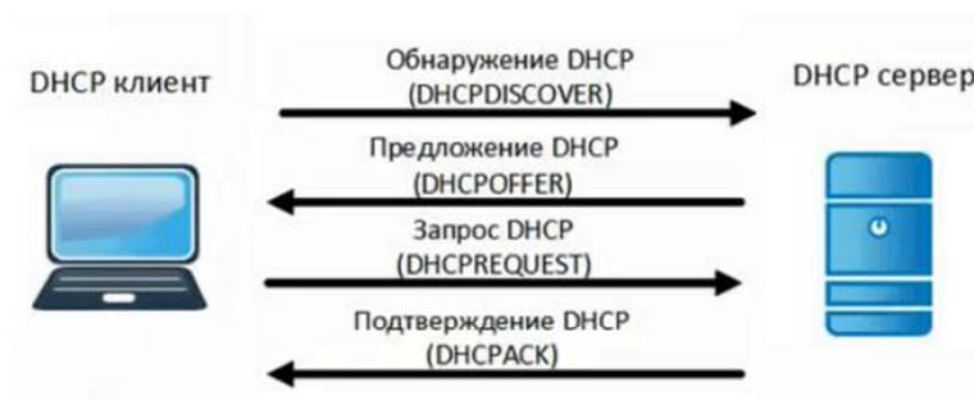 DHCP клиент
Обнаружение DHCP
(DHCPDISCOVER)
DHCP сервер
Предложение DHCP
(DHCPOFFER)
Запрос DHCP
(DHCPREQUEST)
Подтверждение DHCP
(DHCPACK)